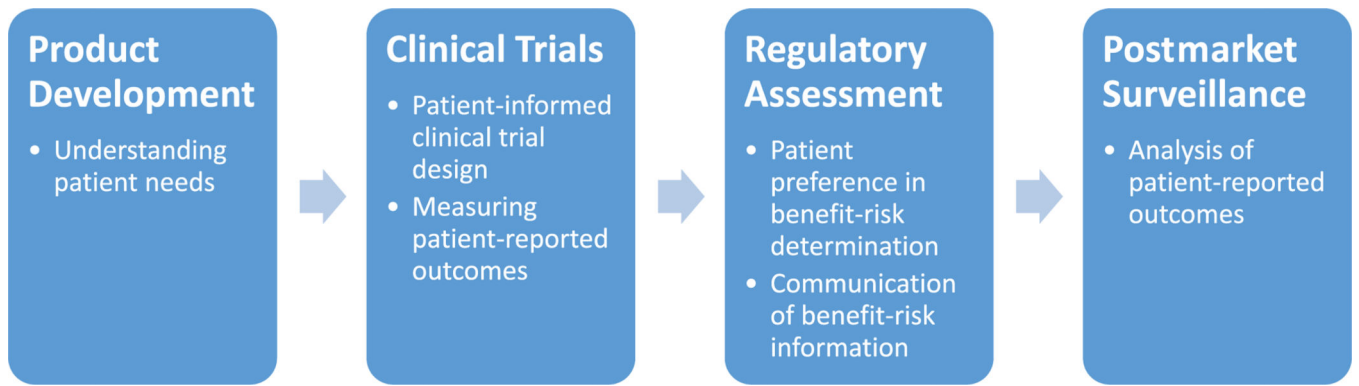 Product
Development
• Understanding
patient needs
Clinical Trials
• Patient-informed
clinical trial
design
• Measuring
patient-reported
outcomes
Regulatory
Assessment
• Patient
preference in
benefit-risk
determination
• Communication
of benefit-risk
information
Postmarket
Surveillance
• Analysis of
patient-reported
outcomes